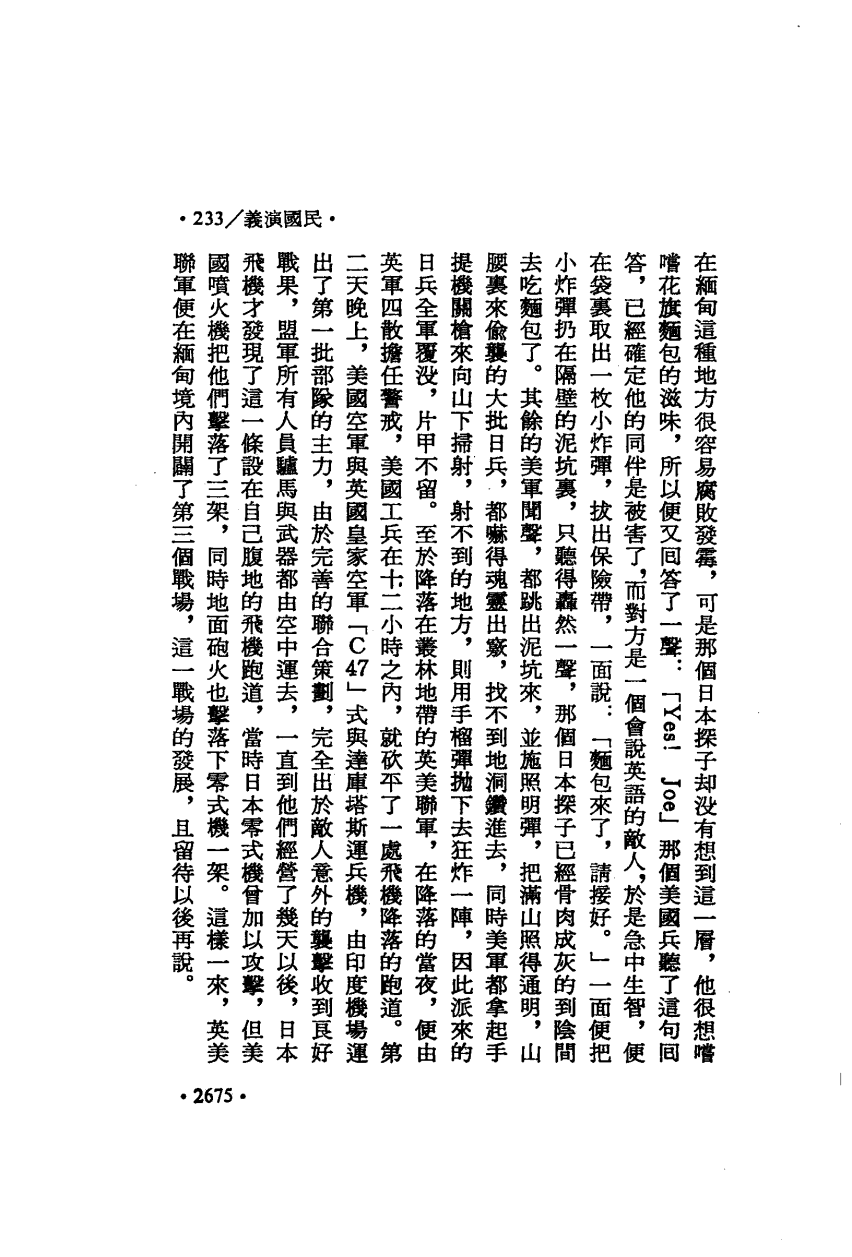 •233／義演國民•
在緬甸這種地方很容易腐敗發霉，可是那個日本探子却没有想到這一層，他很想嚐
嚐花旗麵包的滋味，所以便又囘答了一聲：「Yes! Joe」那個美國兵聽了這句囘
答，已經確定他的同伴是被害了，而對方是一個會說英語的敵人，於是急中生智，便
在袋裏取出一枚小炸彈，拔出保險帶，一面說：「麵包來了，請接好。」一面便把
小炸彈扔在隔壁的泥坑裏，只聽得轟然一聲，那個日本探子已經骨肉成灰的到陰間
去吃麵包了。其餘的美軍聞聲，都跳出泥坑來，並施照明彈，把滿山照得通明，山
腰裏來偷襲的大批日兵，都嚇得魂靈出竅，找不到地洞鑽進去，同時美軍都拿起手
提機關槍來向山下掃射，射不到的地方，則用手榴彈拋下去狂炸一陣，因此派來的
日兵全軍覆没，片甲不留。至於降落在叢林地帶的英美聯軍，在降落的當夜，便由
英軍四散擔任警戒，美國工兵在十二小時之內，就砍平了一處飛機降落的跑道。第
二天晚上，美國空軍與英國皇家空軍「C47」式與達庫塔斯運兵機，由印度機場運
出了第一批部隊的主力，由於完善的聯合策劃，完全出於敵人意外的襲擊收到良好
戰果，盟軍所有人員驢馬與武器都由空中運去，一直到他們經營了幾天以後，日本
飛機才發現了這一條設在自己腹地的飛機跑道，當時日本零式機曾加以攻擊，但美
國噴火機把他們擊落了三架，同時地面砲火也擊落下零式機一架。這樣一來，英美
聯軍便在緬甸境內開闢了第三個戰場，這一戰場的發展，且留待以後再說。
•2675•